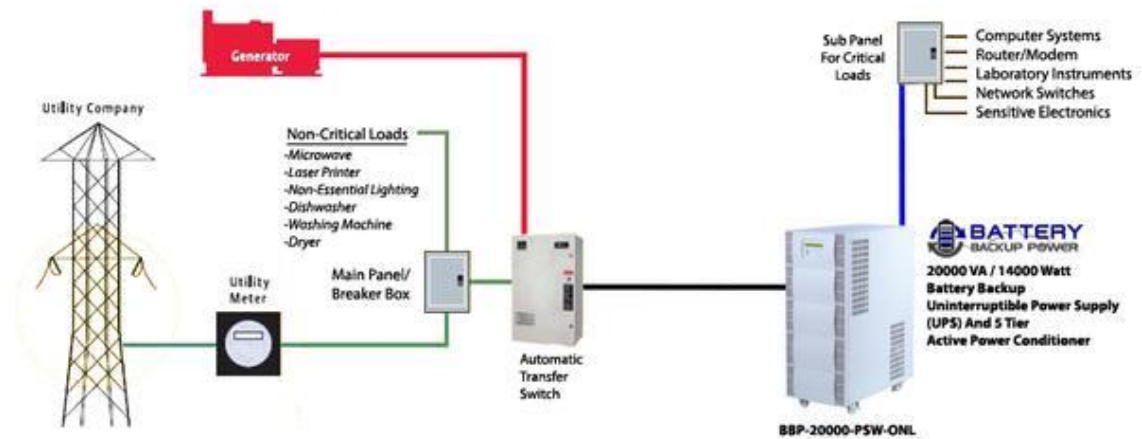 Generator
Utility Company
Non-Critical Loads
-Microwave
-Laser Printer
-Non-Essential Lighting
-Dishwasher
-Washing Machine
-Dryer
Utility
Meter
Main Panel/
Breaker Box
Automatic
Transfer
Switch
Sub Panel
For Critical
Loads
Computer Systems
Router/Modem
Laboratory Instruments
Network Switches
Sensitive Electronics
BATTERY
BACKUP POWER
20000 VA / 14000 Watt
Battery Backup
Uninterruptible Power Supply
(UPS) And 5 Tier
Active Power Conditioner
BBP-20000-PSW-ONL